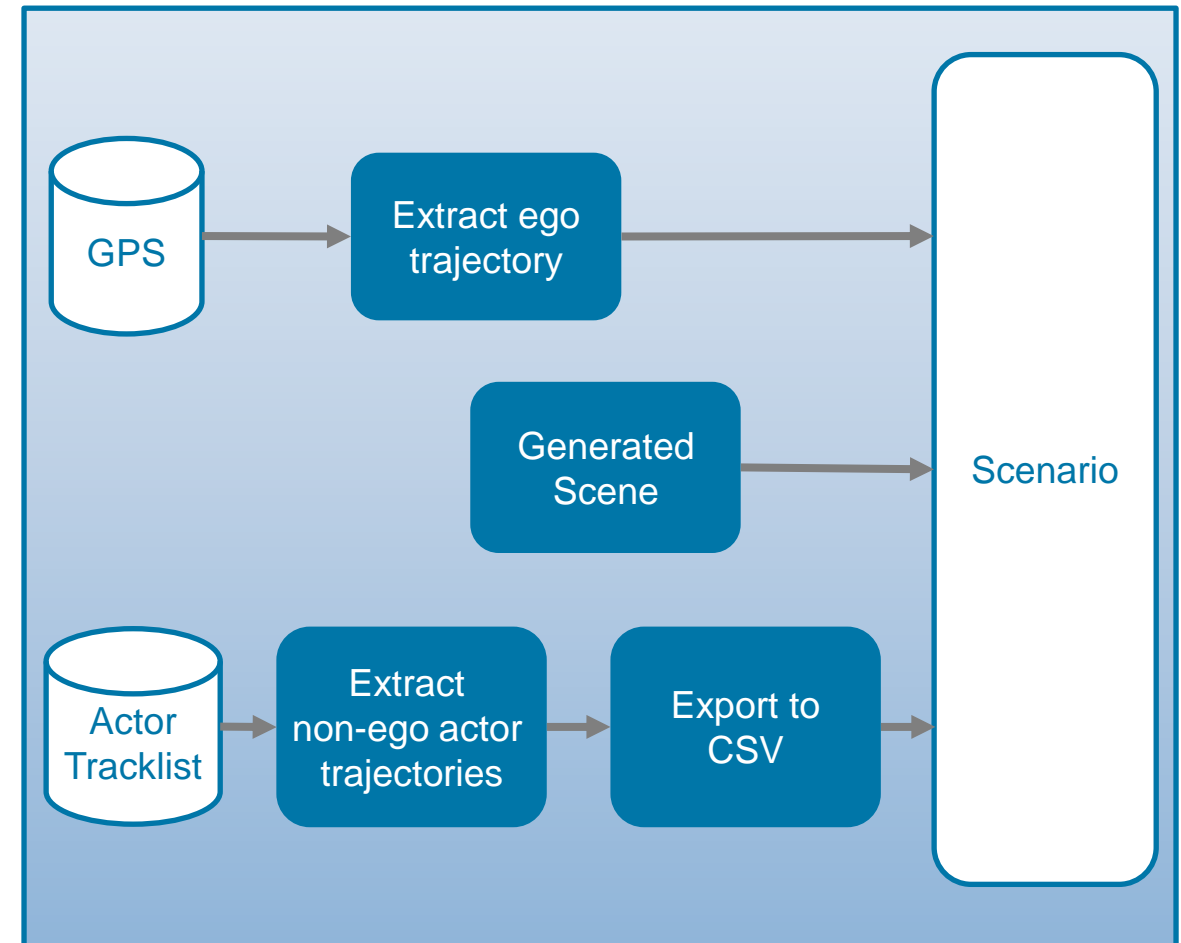 GPS
Extract ego
trajectory
Generated
Scene
Scenario
Actor
Tracklist
Extract
non-ego actor
trajectories
Export to
CSV